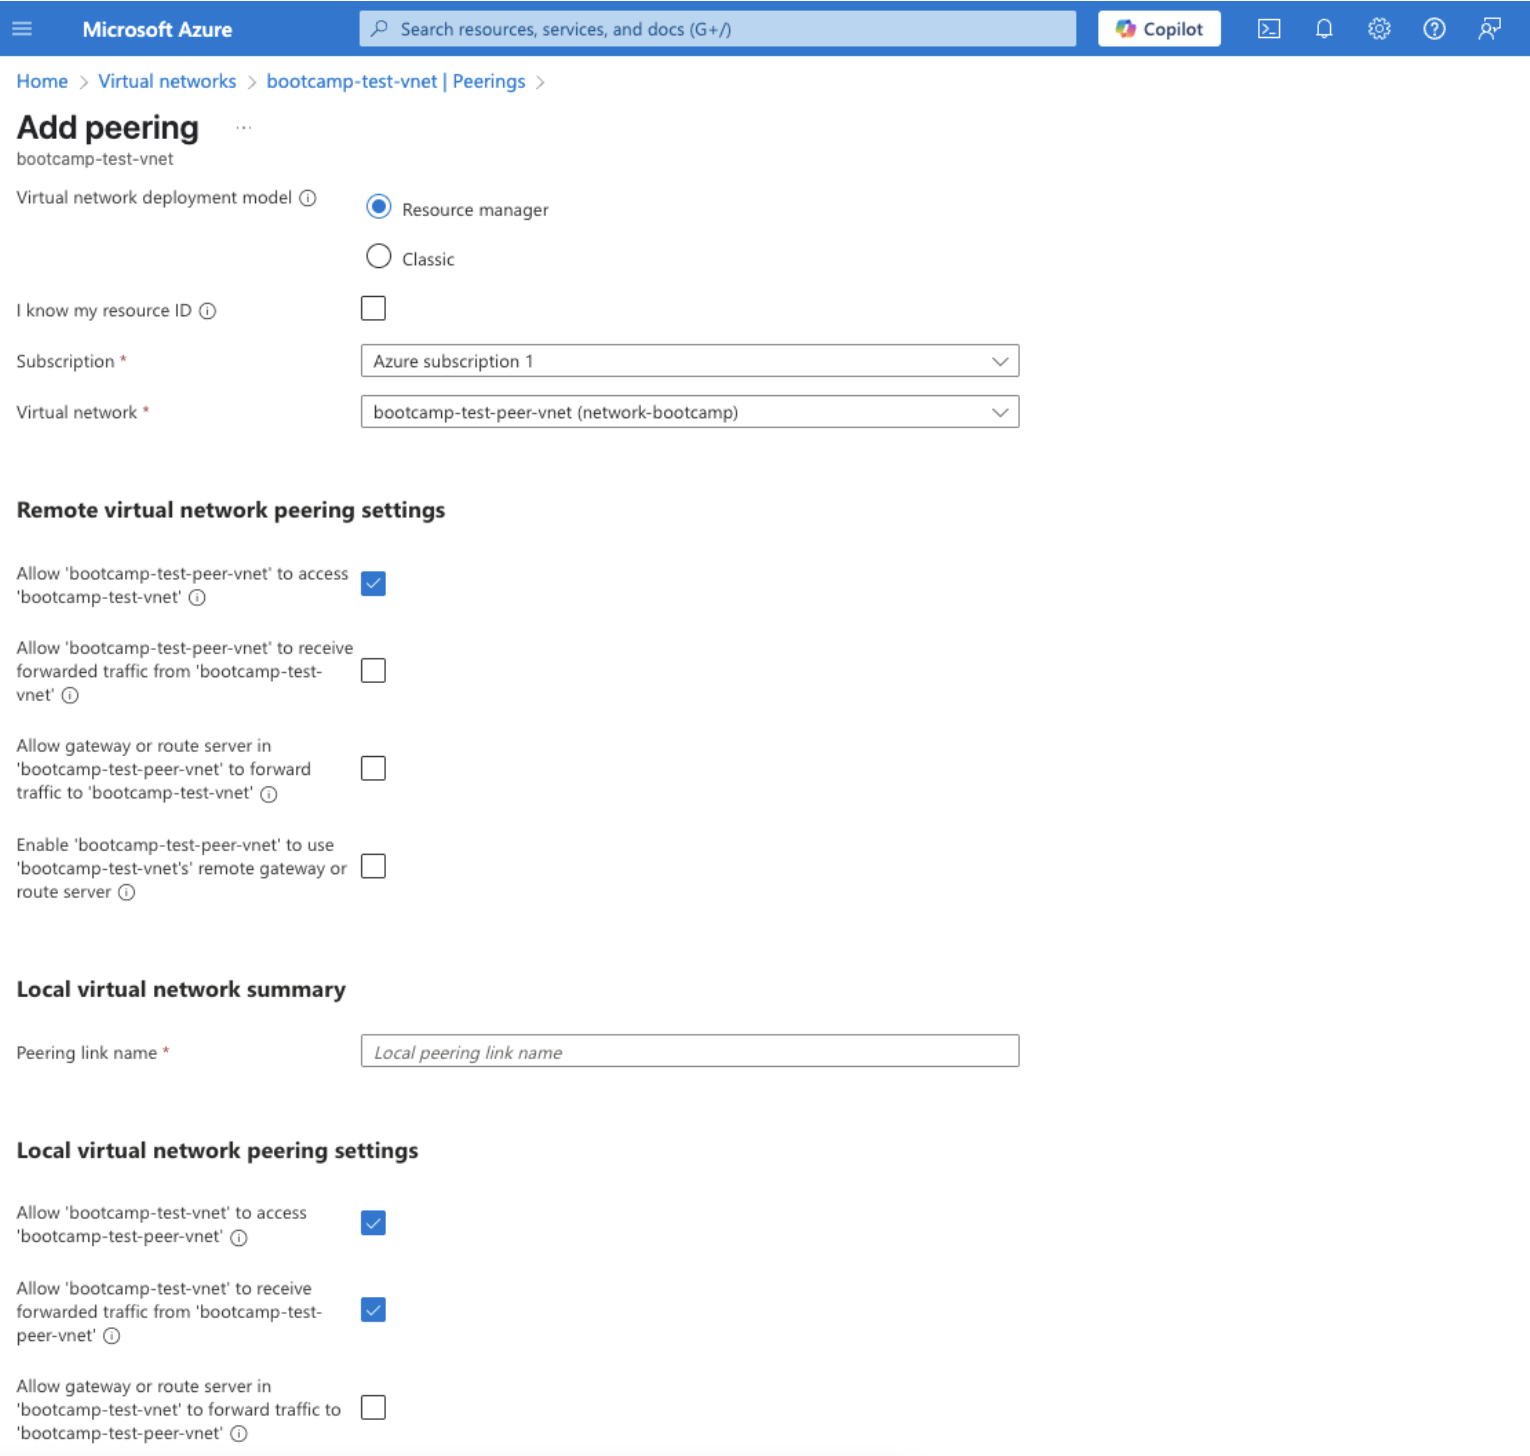 Microsoft Azure
Search resources, services, and docs (G+/)
Copilot
Home > Virtual networks > bootcamp-test-vnet | Peerings >
Add peering ...
bootcamp-test-vnet
Virtual network deployment model
Resource manager
Classic
I know my resource ID
Subscription *
Azure subscription 1
Virtual network *
bootcamp-test-peer-vnet (network-bootcamp)
Remote virtual network peering settings
Allow 'bootcamp-test-peer-vnet' to access
'bootcamp-test-vnet'
Allow 'bootcamp-test-peer-vnet' to receive
forwarded traffic from 'bootcamp-test-
vnet'
Allow gateway or route server in
'bootcamp-test-peer-vnet' to forward
traffic to 'bootcamp-test-vnet'
Enable 'bootcamp-test-peer-vnet' to use
'bootcamp-test-vnet's' remote gateway or
route server
Local virtual network summary
Peering link name *
Local peering link name
Local virtual network peering settings
Allow 'bootcamp-test-vnet' to access
'bootcamp-test-peer-vnet'
Allow 'bootcamp-test-vnet' to receive
forwarded traffic from 'bootcamp-test-
peer-vnet'
Allow gateway or route server in
'bootcamp-test-vnet' to forward traffic to
'bootcamp-test-peer-vnet'